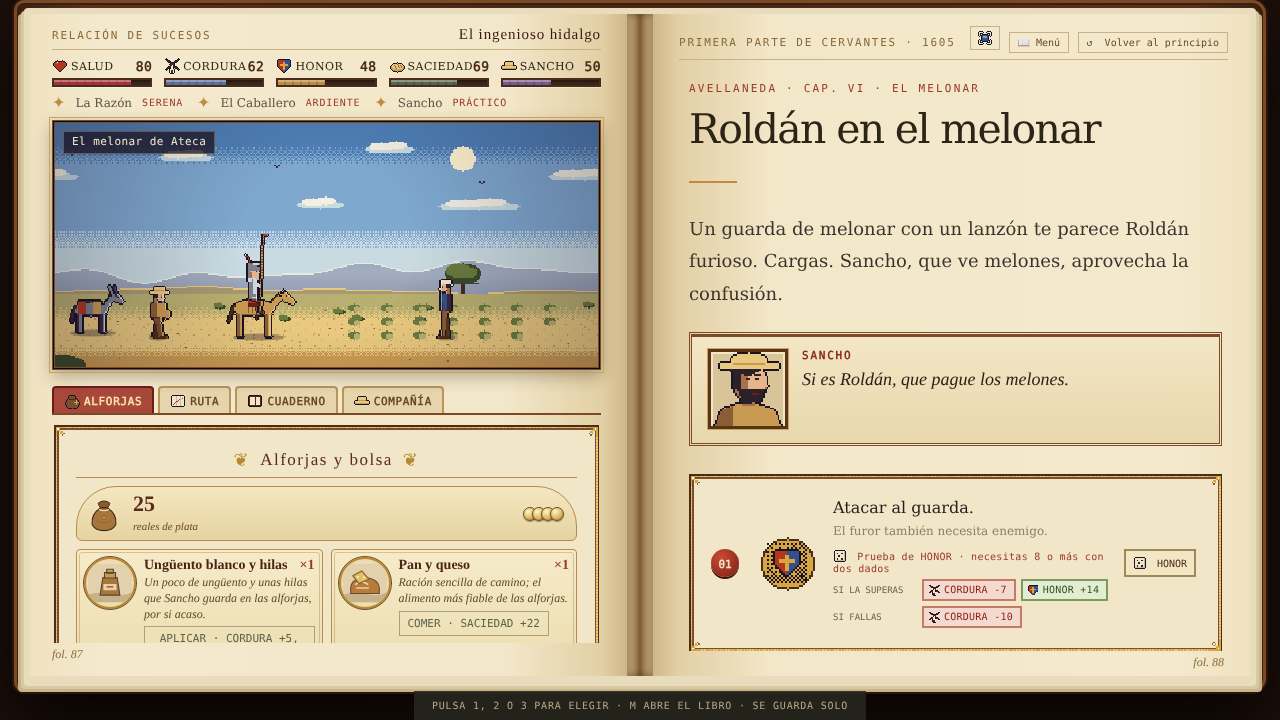 RELACIÓN DE SUCESOS
El ingenioso hidalgo
SALUD 80
CORDURA 62
HONOR 48
SACIEDAD 69
SANCHO 50
La Razón SERENA
El Caballero ARDIENTE
Sancho PRÁCTICO
El melonar de Ateca
ALFORJAS
RUTA
CUADERNO
COMPAÑÍA
Alforjas y bolsa
25
reales de plata
Ungüento blanco y hilas ×1
Un poco de ungüento y unas hilas
que Sancho guarda en las alforjas,
por si acaso.
APLICAR · CORDURA +5,
Pan y queso ×1
Ración sencilla de camino; el
alimento más fiable de las alforjas.
COMER · SACIEDAD +22
fol. 87
PRIMERA PARTE DE CERVANTES · 1605
Menú
↺ Volver al principio
AVELLANEDA · CAP. VI · EL MELONAR
Roldán en el melonar
Un guarda de melonar con un lanzón te parece Roldán
furioso. Cargas. Sancho, que ve melones, aprovecha la
confusión.
SANCHO
Si es Roldán, que pague los melones.
01
Atacar al guarda.
El furor también necesita enemigo.
Prueba de HONOR · necesitas 8 o más con
dos dados
HONOR
SI LA SUPERAS CORDURA -7 HONOR +14
SI FALLAS CORDURA -10
fol. 88
PULSA 1, 2 O 3 PARA ELEGIR · M ABRE EL LIBRO · SE GUARDA SOLO